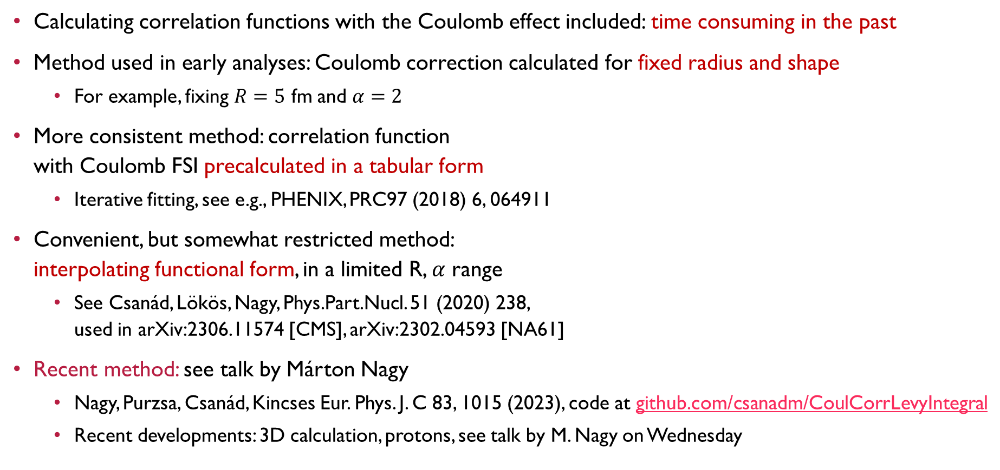 • Calculating correlation functions with the Coulomb effect included: time consuming in the past
• Method used in early analyses: Coulomb correction calculated for fixed radius and shape
• For example, fixing R = 5 fm and α = 2
• More consistent method: correlation function
with Coulomb FSI precalculated in a tabular form
• Iterative fitting, see e.g., PHENIX, PRC97 (2018) 6, 064911
• Convenient, but somewhat restricted method:
interpolating functional form, in a limited R, α range
• See Csanád, Lökös, Nagy, Phys.Part.Nucl. 51 (2020) 238,
used in arXiv:2306.11574 [CMS], arXiv:2302.04593 [NA61]
• Recent method: see talk by Márton Nagy
• Nagy, Purzsa, Csanád, Kincses Eur. Phys. J. C 83, 1015 (2023), code at github.com/csanadm/CoulCorrLevyIntegral
• Recent developments: 3D calculation, protons, see talk by M. Nagy on Wednesday